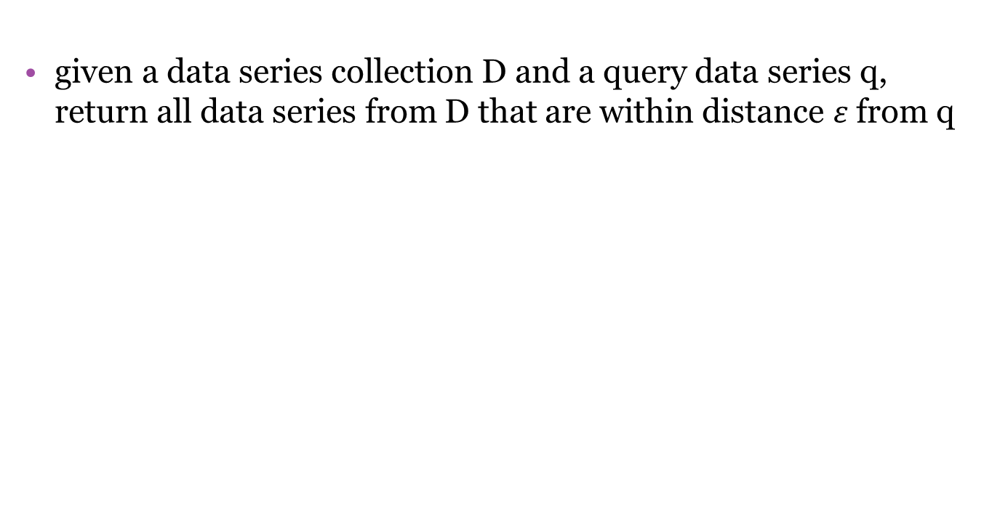 • given a data series collection D and a query data series q,
return all data series from D that are within distance ε from q